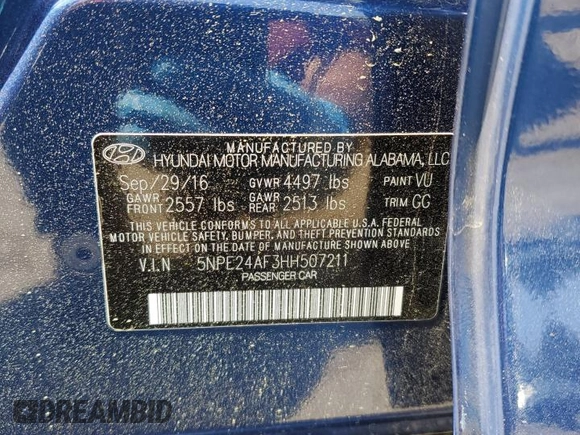 MANUFACTURED BY
HYUNDAI MOTOR MANUFACTURING ALABAMA, LLC
Sep/29/16 GVWR 4497 lbs PAINT VU
GAWR FRONT 2557 lbs GAWR REAR 2513 lbs TRIM GG
THIS VEHICLE CONFORMS TO ALL APPLICABLE U.S.A. FEDERAL
MOTOR VEHICLE SAFETY, BUMPER, AND THEFT PREVENTION STANDARDS
IN EFFECT ON THE DATE OF MANUFACTURE SHOWN ABOVE.
V.I.N 5NPE24AF3HH507211
PASSENGER CAR
DREAMBID